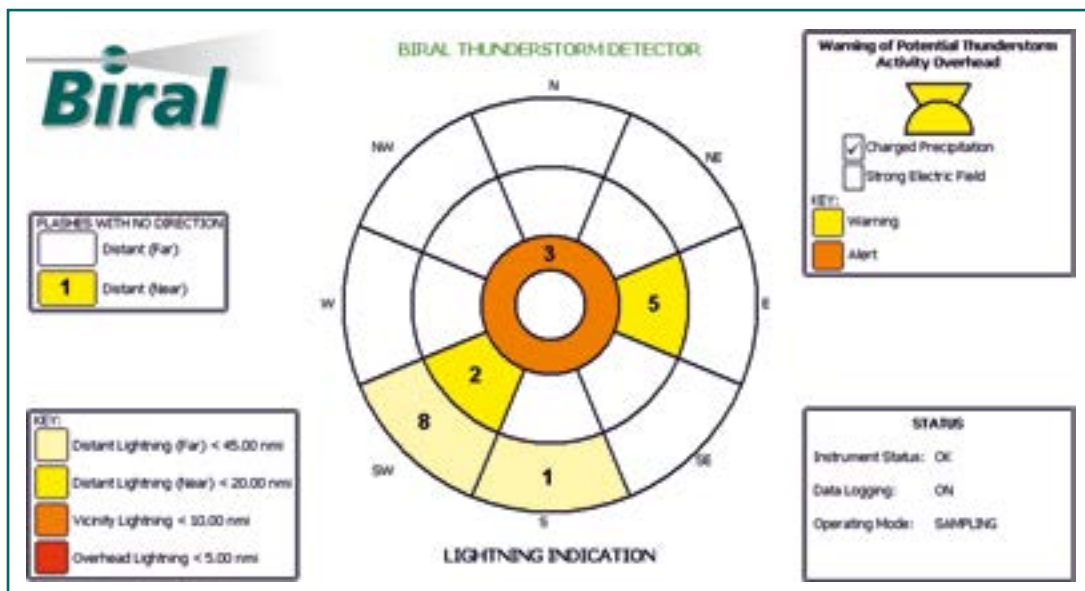 Biral
BIRAL THUNDERSTORM DETECTOR
Warning of Potential Thunderstorm
Activity Overhead
✓ Charged Precipitation
Strong Electric Field
KEY:
Warning
Alert
FLASHES WITH NO DIRECTION
Distant (Far)
1 Distant (Near)
N
NW
NE
3
W
5
E
2
8
1
SW
SE
S
LIGHTNING INDICATION
KEY:
Distant Lightning (Far) < 45.00 nmi
Distant Lightning (Near) < 20.00 nmi
Vicinity Lightning < 10.00 nmi
Overhead Lightning < 5.00 nmi
STATUS
Instrument Status: OK
Data Logging: ON
Operating Mode: SAMPLING